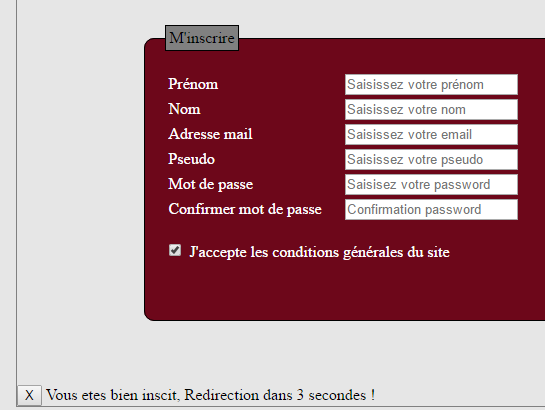 M'inscrire
Prénom Saisissez votre prénom
Nom Saisissez votre nom
Adresse mail Saisissez votre email
Pseudo Saisissez votre pseudo
Mot de passe Saisisez votre password
Confirmer mot de passe Confirmation password
J'accepte les conditions générales du site
X Vous etes bien inscit, Redirection dans 3 secondes !